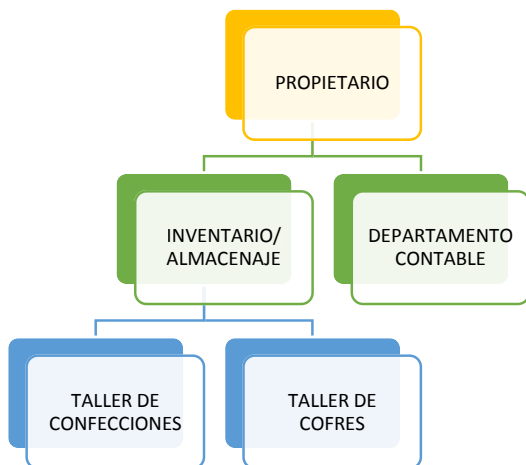 PROPIETARIO
INVENTARIO/
ALMACENAJE
DEPARTAMENTO
CONTABLE
TALLER DE
CONFECCIONES
TALLER DE
COFRES